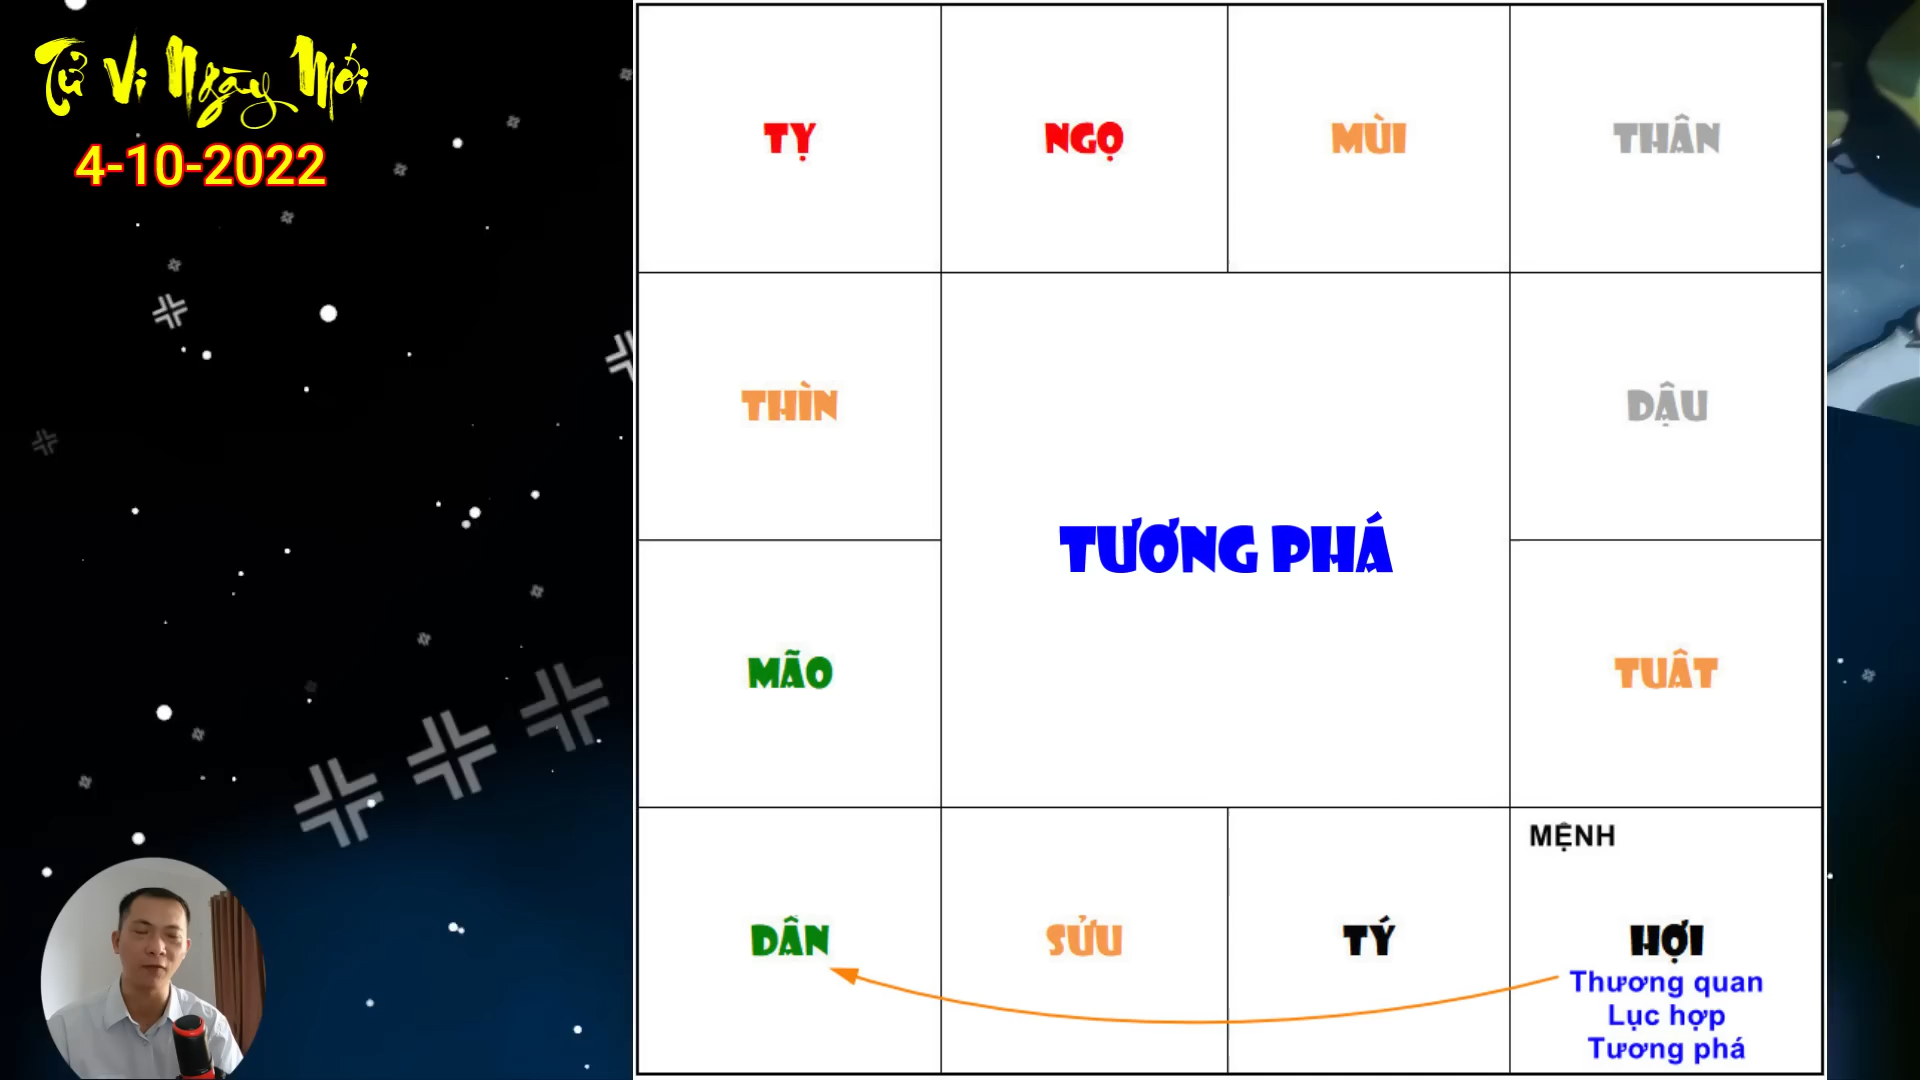 Tử Vi Ngày Mới
4-10-2022
TỴ
NGỌ
MÙI
THÂN
THÌN
DẬU
TƯƠNG PHÁ
MÃO
TUẤT
MỆNH
DẦN
SỬU
TÝ
HỢI
Thương quan
Lục hợp
Tương phá